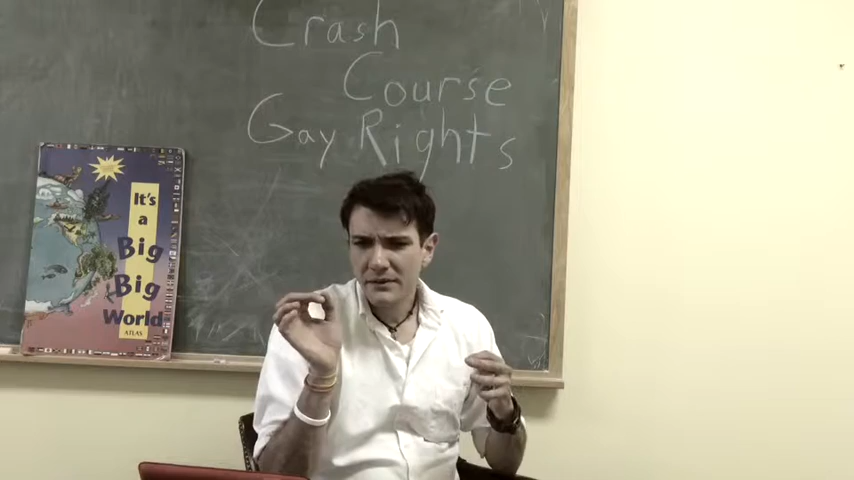 Crash
Course
Gay Rights
It's
a
Big
Big
World
ATLAS